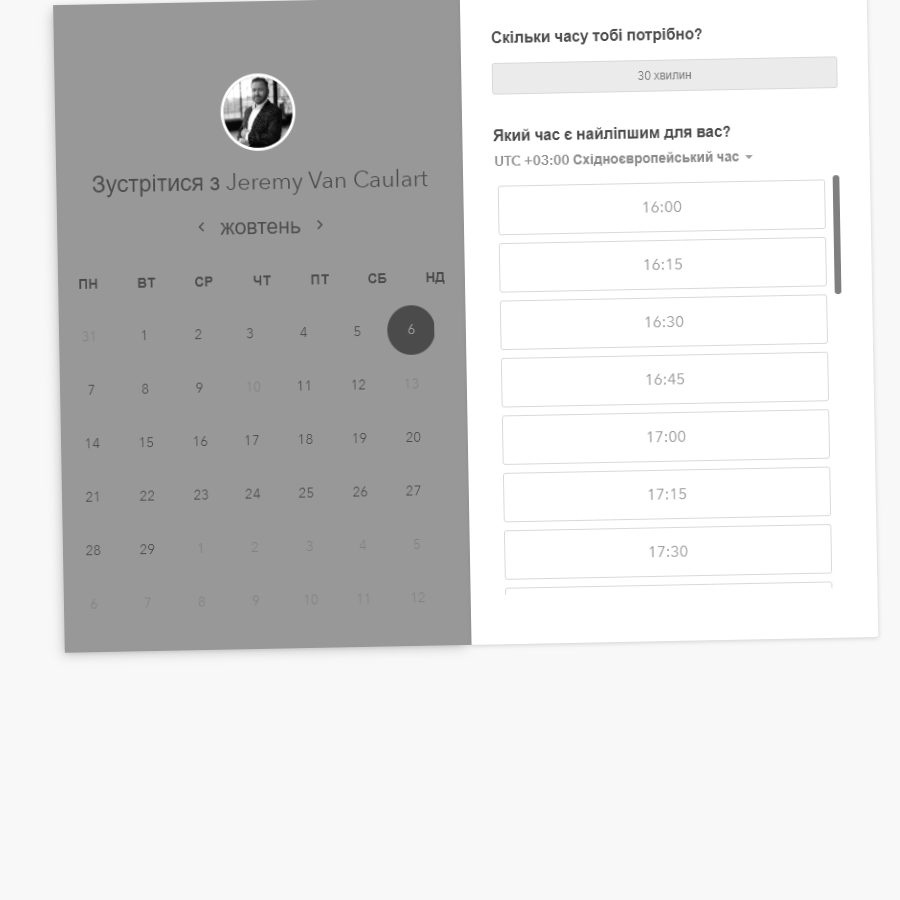 Зустрітися з Jeremy Van Caulart
жовтень
ПН ВТ СР ЧТ ПТ СБ НД
31 1 2 3 4 5 6
7 8 9 10 11 12 13
14 15 16 17 18 19 20
21 22 23 24 25 26 27
28 29 1 2 3 4 5
6 7 8 9 10 11 12
Скільки часу тобі потрібно?
30 хвилин
Який час є найліпшим для вас?
UTC +03:00 Східноєвропейський час
16:00
16:15
16:30
16:45
17:00
17:15
17:30